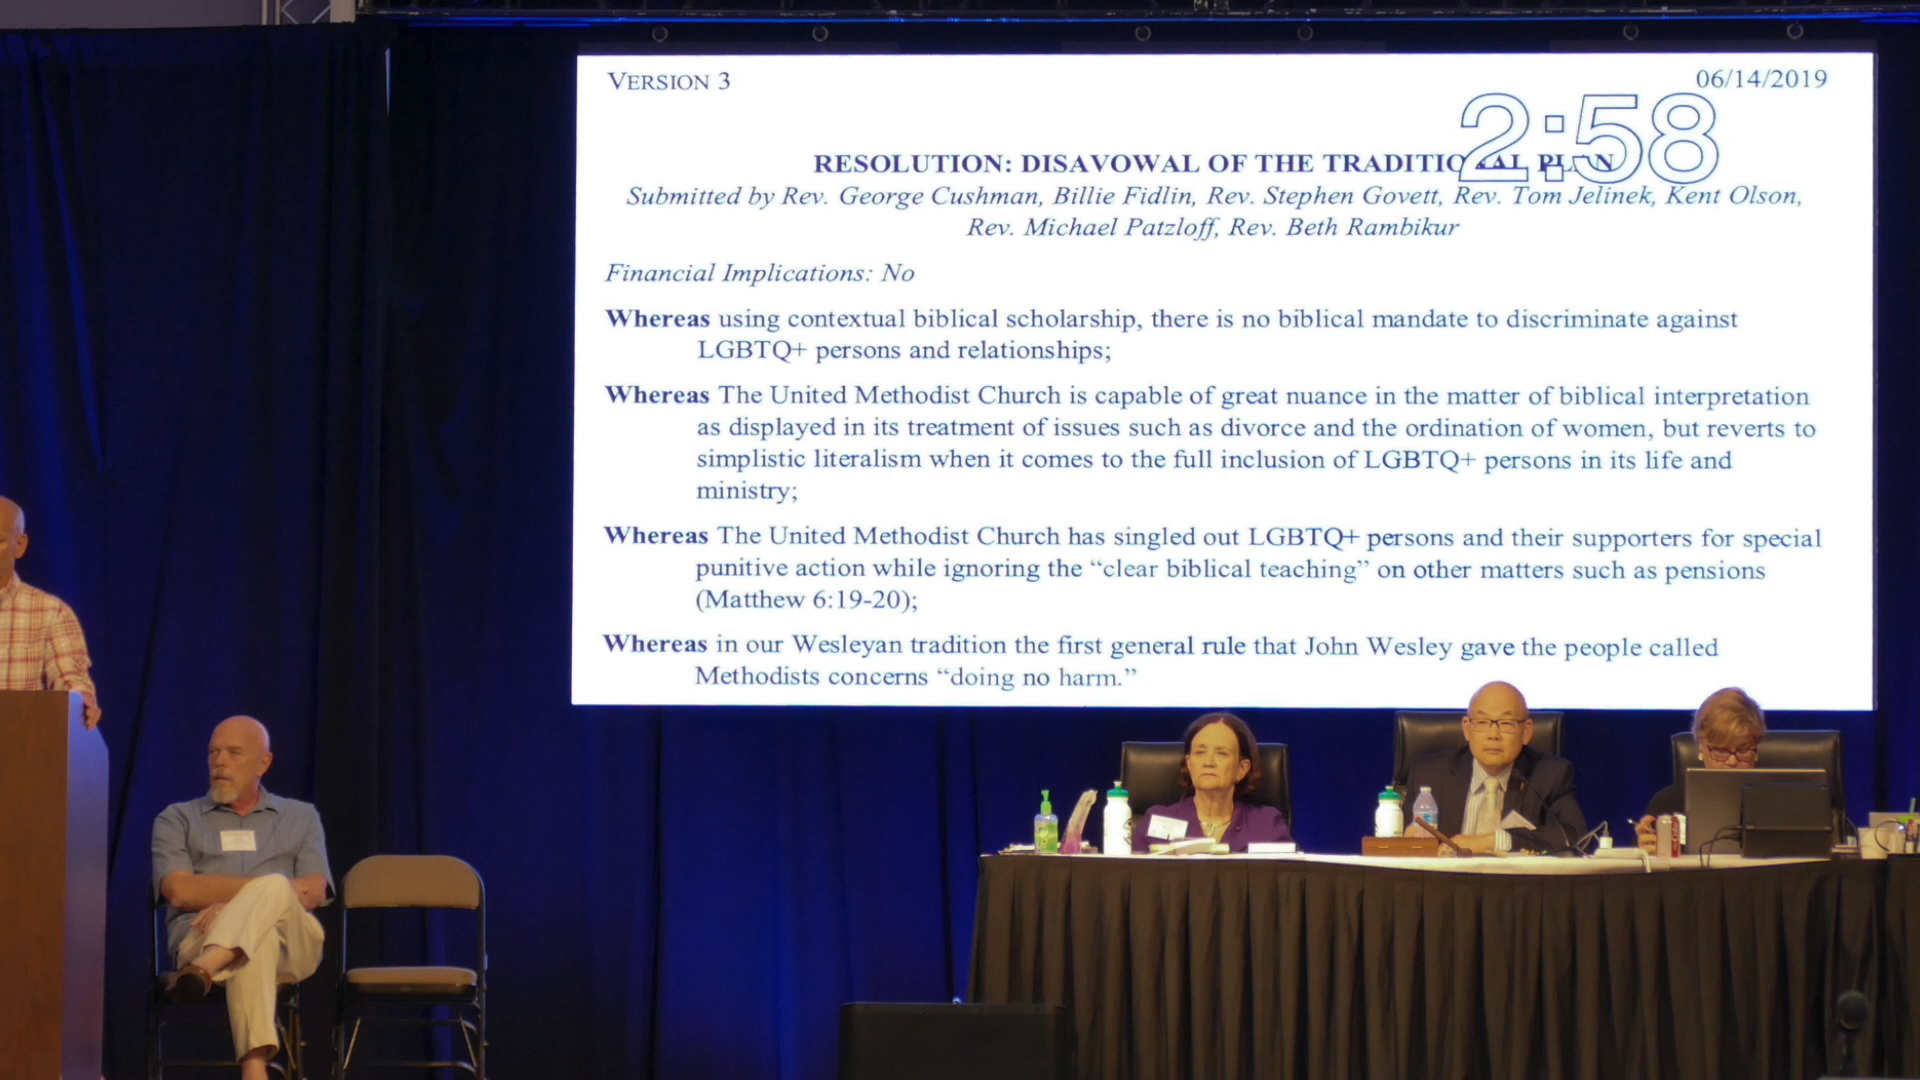 VERSION 3
06/14/2019
2:58
RESOLUTION: DISAVOWAL OF THE TRADITIONAL PLAN
Submitted by Rev. George Cushman, Billie Fidlin, Rev. Stephen Govett, Rev. Tom Jelinek, Kent Olson,
Rev. Michael Patzloff, Rev. Beth Rambikur
Financial Implications: No
Whereas using contextual biblical scholarship, there is no biblical mandate to discriminate against
LGBTQ+ persons and relationships;
Whereas The United Methodist Church is capable of great nuance in the matter of biblical interpretation
as displayed in its treatment of issues such as divorce and the ordination of women, but reverts to
simplistic literalism when it comes to the full inclusion of LGBTQ+ persons in its life and
ministry;
Whereas The United Methodist Church has singled out LGBTQ+ persons and their supporters for special
punitive action while ignoring the “clear biblical teaching” on other matters such as pensions
(Matthew 6:19-20);
Whereas in our Wesleyan tradition the first general rule that John Wesley gave the people called
Methodists concerns “doing no harm.”